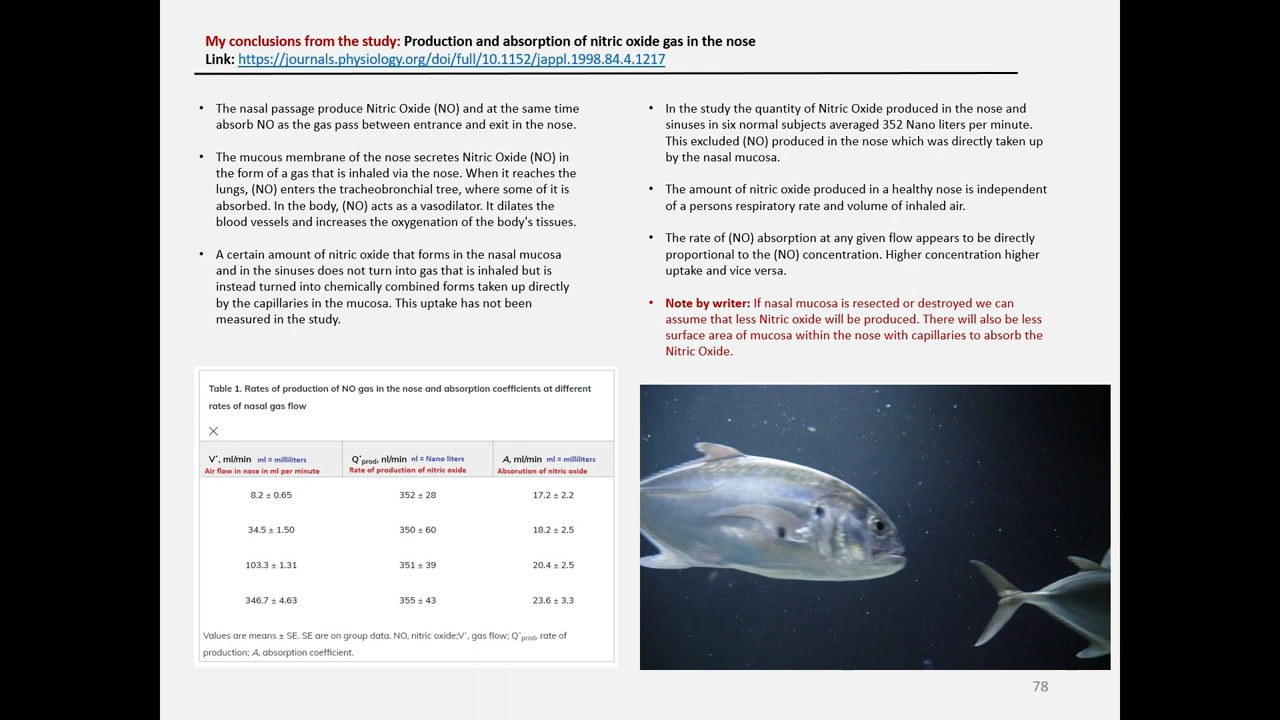 My conclusions from the study: Production and absorption of nitric oxide gas in the nose
Link: https://journals.physiology.org/doi/full/10.1152/jappl.1998.84.4.1217
• The nasal passage produce Nitric Oxide (NO) and at the same time
absorb NO as the gas pass between entrance and exit in the nose.
• The mucous membrane of the nose secretes Nitric Oxide (NO) in
the form of a gas that is inhaled via the nose. When it reaches the
lungs, (NO) enters the tracheobronchial tree, where some of it is
absorbed. In the body, (NO) acts as a vasodilator. It dilates the
blood vessels and increases the oxygenation of the body's tissues.
• A certain amount of nitric oxide that forms in the nasal mucosa
and in the sinuses does not turn into gas that is inhaled but is
instead turned into chemically combined forms taken up directly
by the capillaries in the mucosa. This uptake has not been
measured in the study.
• In the study the quantity of Nitric Oxide produced in the nose and
sinuses in six normal subjects averaged 352 Nano liters per minute.
This excluded (NO) produced in the nose which was directly taken up
by the nasal mucosa.
• The amount of nitric oxide produced in a healthy nose is independent
of a persons respiratory rate and volume of inhaled air.
• The rate of (NO) absorption at any given flow appears to be directly
proportional to the (NO) concentration. Higher concentration higher
uptake and vice versa.
• Note by writer: If nasal mucosa is resected or destroyed we can
assume that less Nitric oxide will be produced. There will also be less
surface area of mucosa within the nose with capillaries to absorb the
Nitric Oxide.
Table 1. Rates of production of NO gas in the nose and absorption coefficients at different
rates of nasal gas flow
V˙, ml/min ml = milliliters Q˙prod, nl/min nl = Nano liters A, ml/min ml = milliliters
Air flow in nose in ml per minute Rate of production of nitric oxide Absorution of nitric oxide
8.2 ± 0.65 352 ± 28 17.2 ± 2.2
34.5 ± 1.50 350 ± 60 18.2 ± 2.5
103.3 ± 1.31 351 ± 39 20.4 ± 2.5
346.7 ± 4.63 355 ± 43 23.6 ± 3.3
Values are means ± SE. SE are on group data. NO, nitric oxide;V˙, gas flow; Q˙prod, rate of
production; A, absorption coefficient.
78